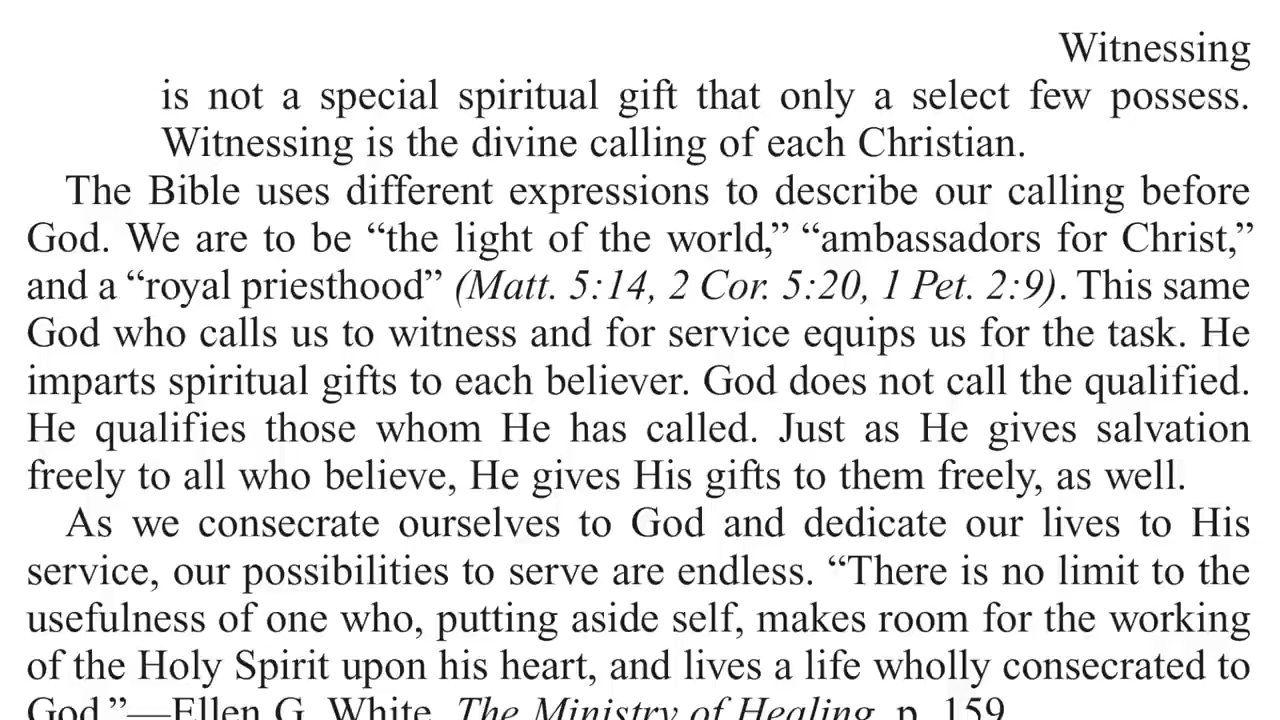 Witnessing
is not a special spiritual gift that only a select few possess.
Witnessing is the divine calling of each Christian.
The Bible uses different expressions to describe our calling before
God. We are to be “the light of the world,” “ambassadors for Christ,”
and a “royal priesthood” (Matt. 5:14, 2 Cor. 5:20, 1 Pet. 2:9). This same
God who calls us to witness and for service equips us for the task. He
imparts spiritual gifts to each believer. God does not call the qualified.
He qualifies those whom He has called. Just as He gives salvation
freely to all who believe, He gives His gifts to them freely, as well.
As we consecrate ourselves to God and dedicate our lives to His
service, our possibilities to serve are endless. “There is no limit to the
usefulness of one who, putting aside self, makes room for the working
of the Holy Spirit upon his heart, and lives a life wholly consecrated to
God.”—Ellen G. White, The Ministry of Healing, p. 159.